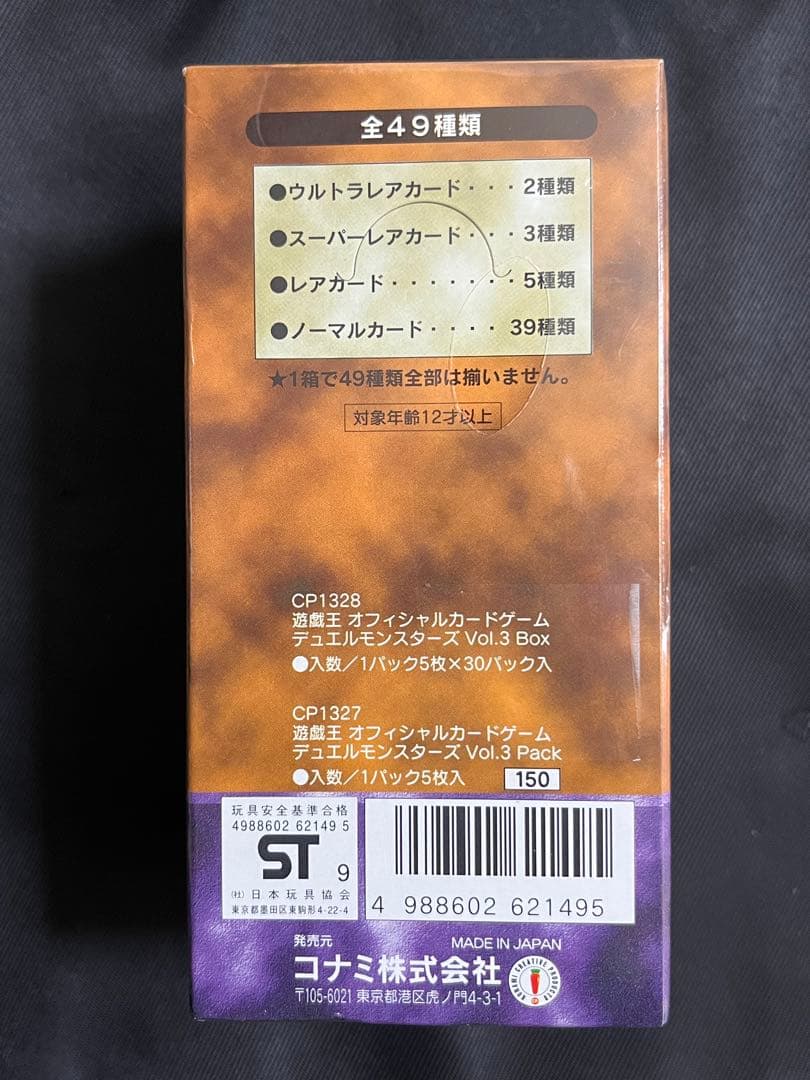 全49種類
●ウルトラレアカード・・・2種類
●スーパーレアカード・・・3種類
●レアカード・・・・・・・5種類
●ノーマルカード・・・・39種類
★1箱で49種類全部は揃いません。
対象年齢12才以上
CP1328
遊戯王 オフィシャルカードゲーム
デュエルモンスターズ Vol.3 Box
●入数/1パック5枚×30パック入
CP1327
遊戯王 オフィシャルカードゲーム
デュエルモンスターズ Vol.3 Pack
●入数/1パック5枚入 150
玩具安全基準合格
4988602 62149 5
ST 9
(社)日本玩具協会
東京都墨田区東駒形4-22-4
4 988602 621495
発売元 MADE IN JAPAN
コナミ株式会社
〒105-6021 東京都港区虎ノ門4-3-1
KONAMI CREATIVE PRODUCTS